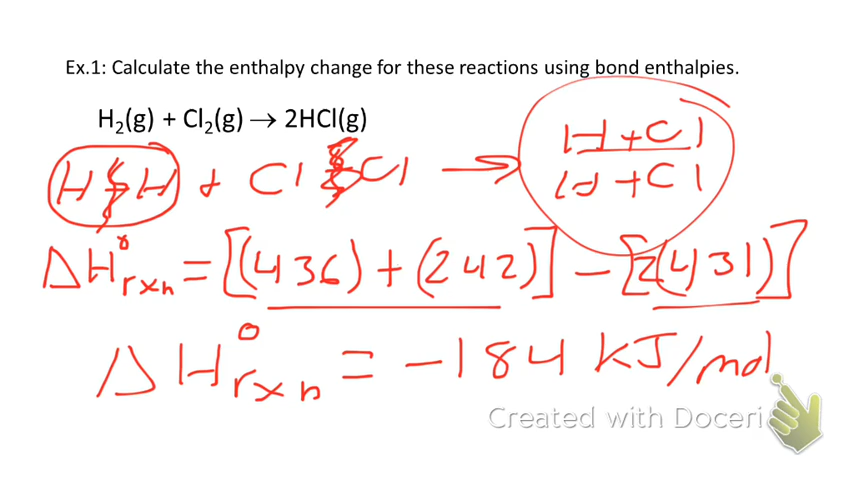 Ex.1: Calculate the enthalpy change for these reactions using bond enthalpies.
H₂(g) + Cl₂(g) → 2HCl(g)
H-H + Cl-Cl → H-Cl
H-Cl
ΔH°rxn = [(436) + (242)] - [2(431)]
ΔH°rxn = -184 kJ/mol
Created with Doceri